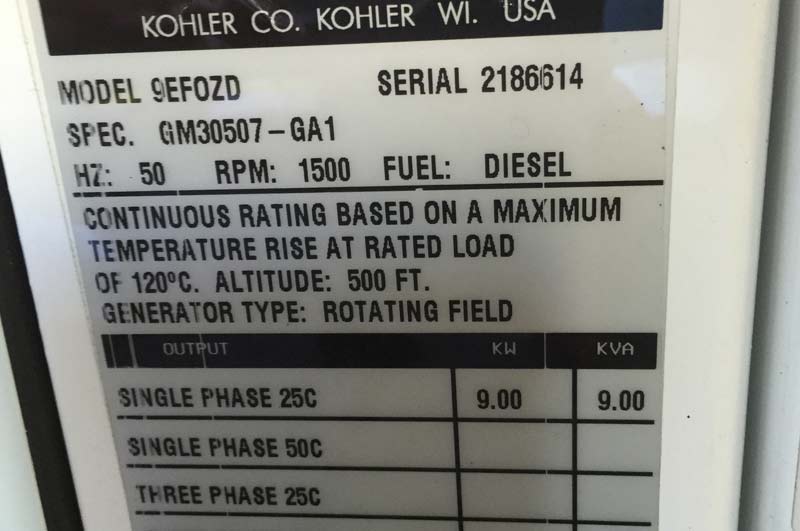 KOHLER CO. KOHLER WI. USA
MODEL 9EFOZD SERIAL 2186614
SPEC. GM30507-GA1
HZ: 50 RPM: 1500 FUEL: DIESEL
CONTINUOUS RATING BASED ON A MAXIMUM
TEMPERATURE RISE AT RATED LOAD
OF 120ºC. ALTITUDE: 500 FT.
GENERATOR TYPE: ROTATING FIELD
OUTPUT KW KVA
SINGLE PHASE 25C 9.00 9.00
SINGLE PHASE 50C
THREE PHASE 25C